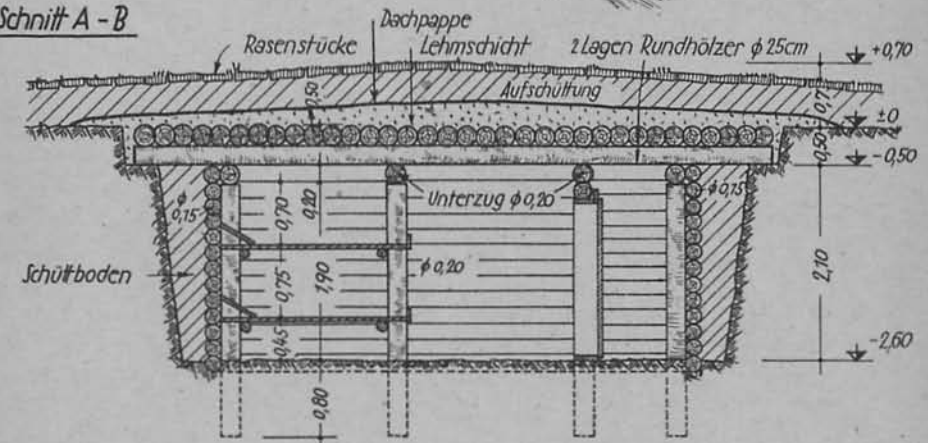 Schnitt A - B
Dachpappe
Rasenstücke
Lehmschicht
2 Lagen Rundhölzer ϕ 25cm
+0,70
Aufschüttung
0,50
0,7
±0
0,50
-0,50
ϕ 0,15
0,70
0,20
Unterzug ϕ 0,20
ϕ 0,15
Schüttboden
0,75
1,90
ϕ 0,20
2,10
0,45
-2,60
0,80